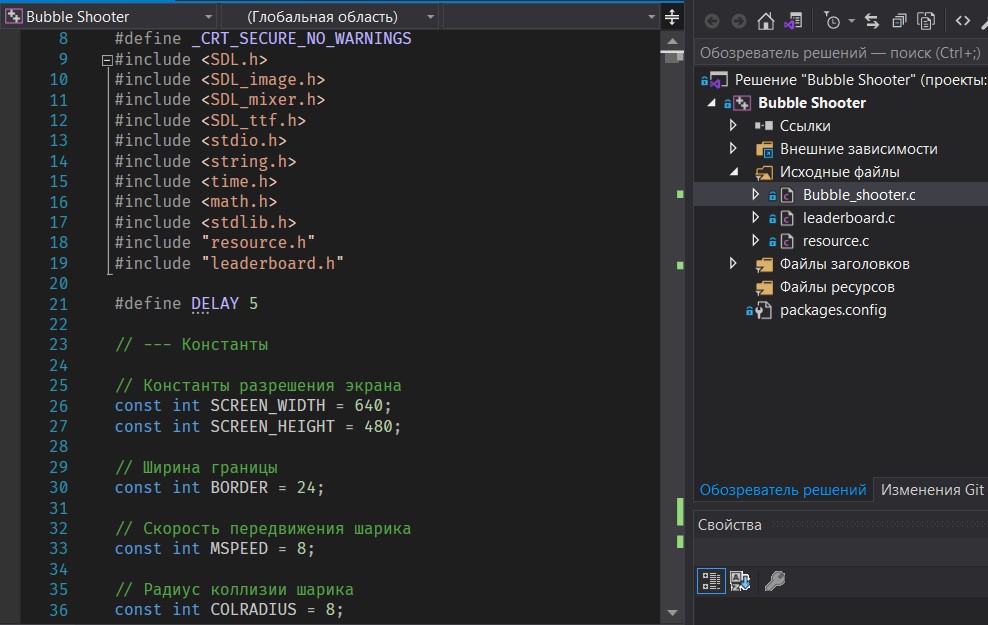 Bubble Shooter
(Глобальная область)
8 #define _CRT_SECURE_NO_WARNINGS
9 #include <SDL.h>
10 #include <SDL_image.h>
11 #include <SDL_mixer.h>
12 #include <SDL_ttf.h>
13 #include <stdio.h>
14 #include <string.h>
15 #include <time.h>
16 #include <math.h>
17 #include <stdlib.h>
18 #include "resource.h"
19 #include "leaderboard.h"
20
21 #define DELAY 5
22
23 // --- Константы
24
25 // Константы разрешения экрана
26 const int SCREEN_WIDTH = 640;
27 const int SCREEN_HEIGHT = 480;
28
29 // Ширина границы
30 const int BORDER = 24;
31
32 // Скорость передвижения шарика
33 const int MSPEED = 8;
34
35 // Радиус коллизии шарика
36 const int COLRADIUS = 8;
Обозреватель решений — поиск (Ctrl+;)
Решение "Bubble Shooter" (проекты:
Bubble Shooter
Ссылки
Внешние зависимости
Исходные файлы
Bubble_shooter.c
leaderboard.c
resource.c
Файлы заголовков
Файлы ресурсов
packages.config
Обозреватель решений Изменения Git
Свойства